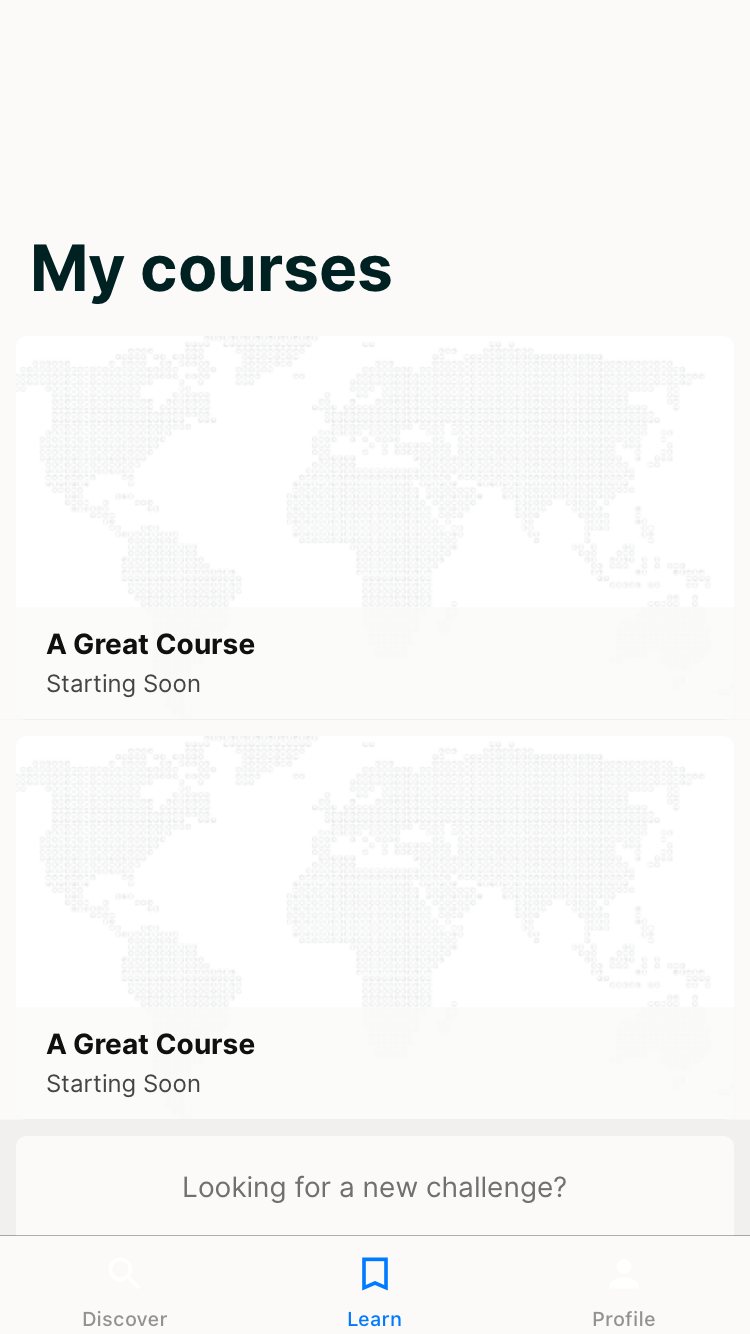 My courses
A Great Course
Starting Soon
A Great Course
Starting Soon
Looking for a new challenge?
Discover
Learn
Profile